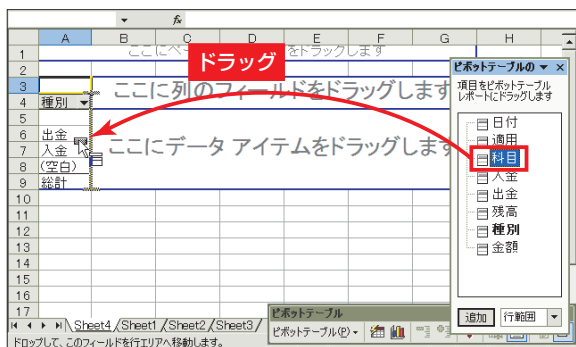 fx
A B C D E F G H
1 ここにページのフィールドをドラッグします
ドラッグ
2
3 ここに列のフィールドをドラッグします
4 種別
5
6 出金
7 入金
ここにデータ アイテムをドラッグします
8 (空白)
9 総計
10
11
12
13
14
15
16
17
ピボットテーブルの
項目をピボットテーブル
レポートにドラッグします
日付
適用
科目
入金
出金
残高
種別
金額
追加 行範囲
Sheet4 Sheet1 Sheet2 Sheet3
ピボットテーブル
ピボットテーブル(P)
ドロップして、このフィールドを行エリアへ移動します。